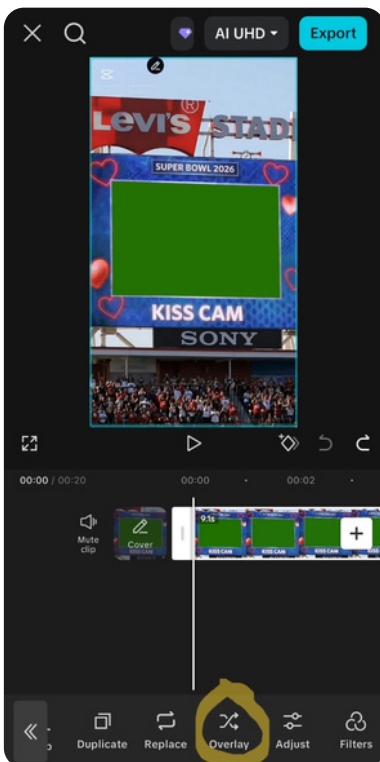 AI UHD
Export
LEVI'S® STADI
SUPER BOWL 2026
KISS CAM
SONY
00:00 / 00:20
00:00
00:02
Mute
clip
Cover
9.1s
Duplicate
Replace
Overlay
Adjust
Filters